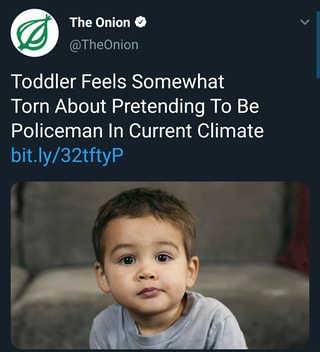 The Onion
@TheOnion
Toddler Feels Somewhat
Torn About Pretending To Be
Policeman In Current Climate
bit.ly/32tftyP